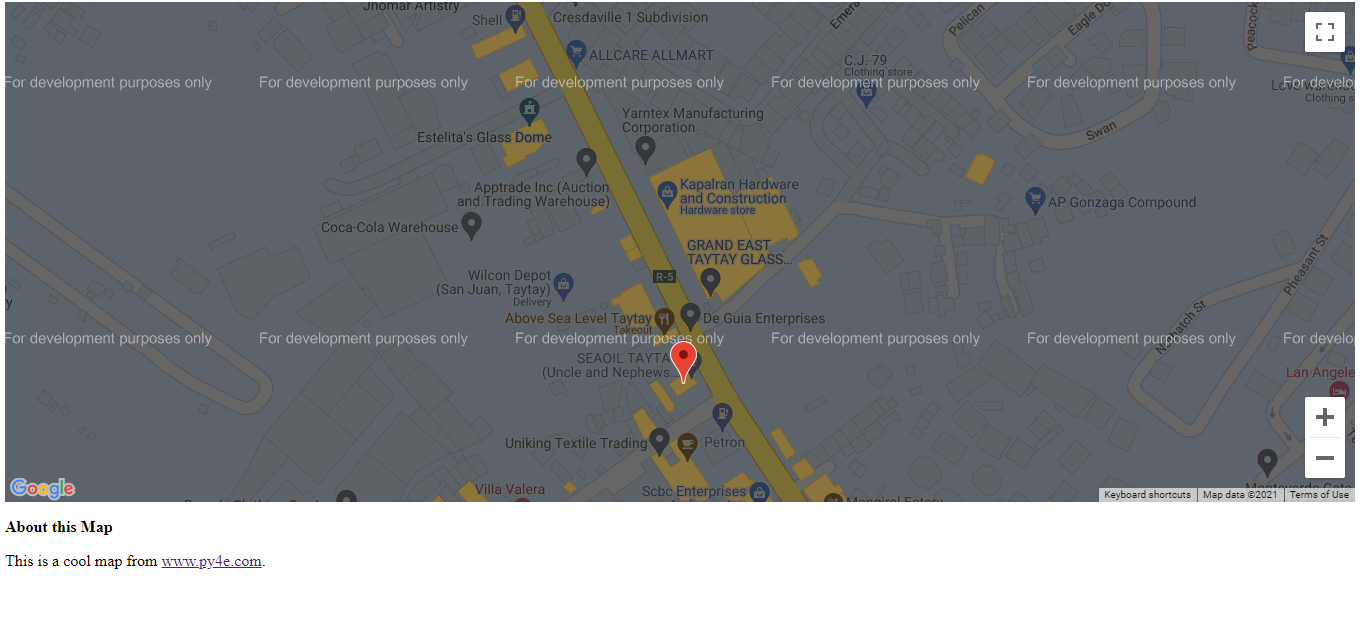 Jhomar Artistry
Shell
Cresdaville 1 Subdivision
Pelican
Eagle
Peacock
ALLCARE ALLMART
C.J. 79
Clothing store
For development purposes only
For development purposes only
For development purposes only
For development purposes only
For development purposes only
Clothing
Estelita's Glass Dome
Yarntex Manufacturing
Corporation
Swan
Apptrade Inc (Auction
and Trading Warehouse)
Kapalran Hardware
and Construction
Hardware store
AP Gonzaga Compound
Coca-Cola Warehouse
GRAND EAST
TAYTAY GLASS...
Pheasant St
R-5
Wilcon Depot
(San Juan, Taytay)
Delivery
Above Sea Level Taytay
Takeout
De Guia Enterprises
Nuthatch St
For development purposes only
For development purposes only
For development purposes only
For development purposes only
For development purposes only
SEAOIL TAYTA
(Uncle and Nephews...
Lan Angele
Petron
Uniking Textile Trading
Villa Valera
Scbc Enterprises
Google
Keyboard shortcuts
Map data ©2021
Terms of Use
About this Map
This is a cool map from www.py4e.com.